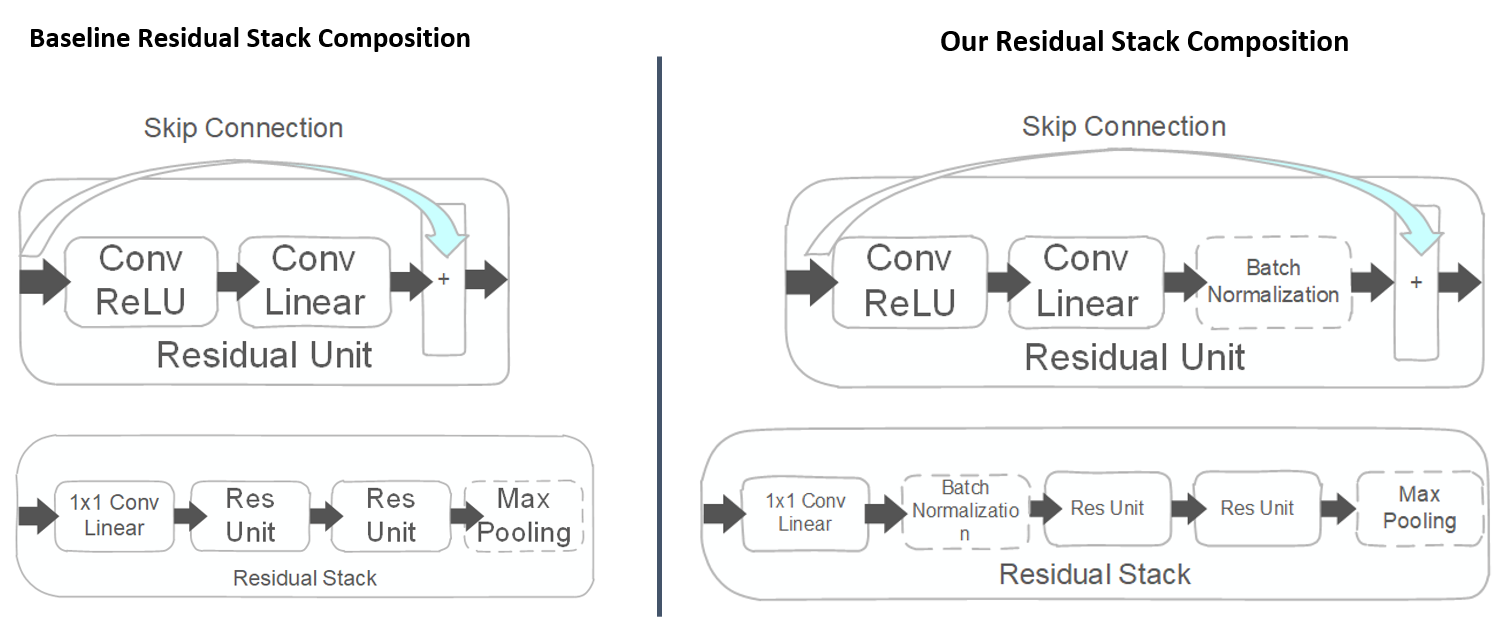 Baseline Residual Stack Composition
Skip Connection
Conv
ReLU
Conv
Linear
+
Residual Unit
1x1 Conv
Linear
Res
Unit
Res
Unit
Max
Pooling
Residual Stack
Our Residual Stack Composition
Skip Connection
Conv
ReLU
Conv
Linear
Batch
Normalization
+
Residual Unit
1x1 Conv
Linear
Batch
Normalizatio
n
Res Unit
Res Unit
Max
Pooling
Residual Stack